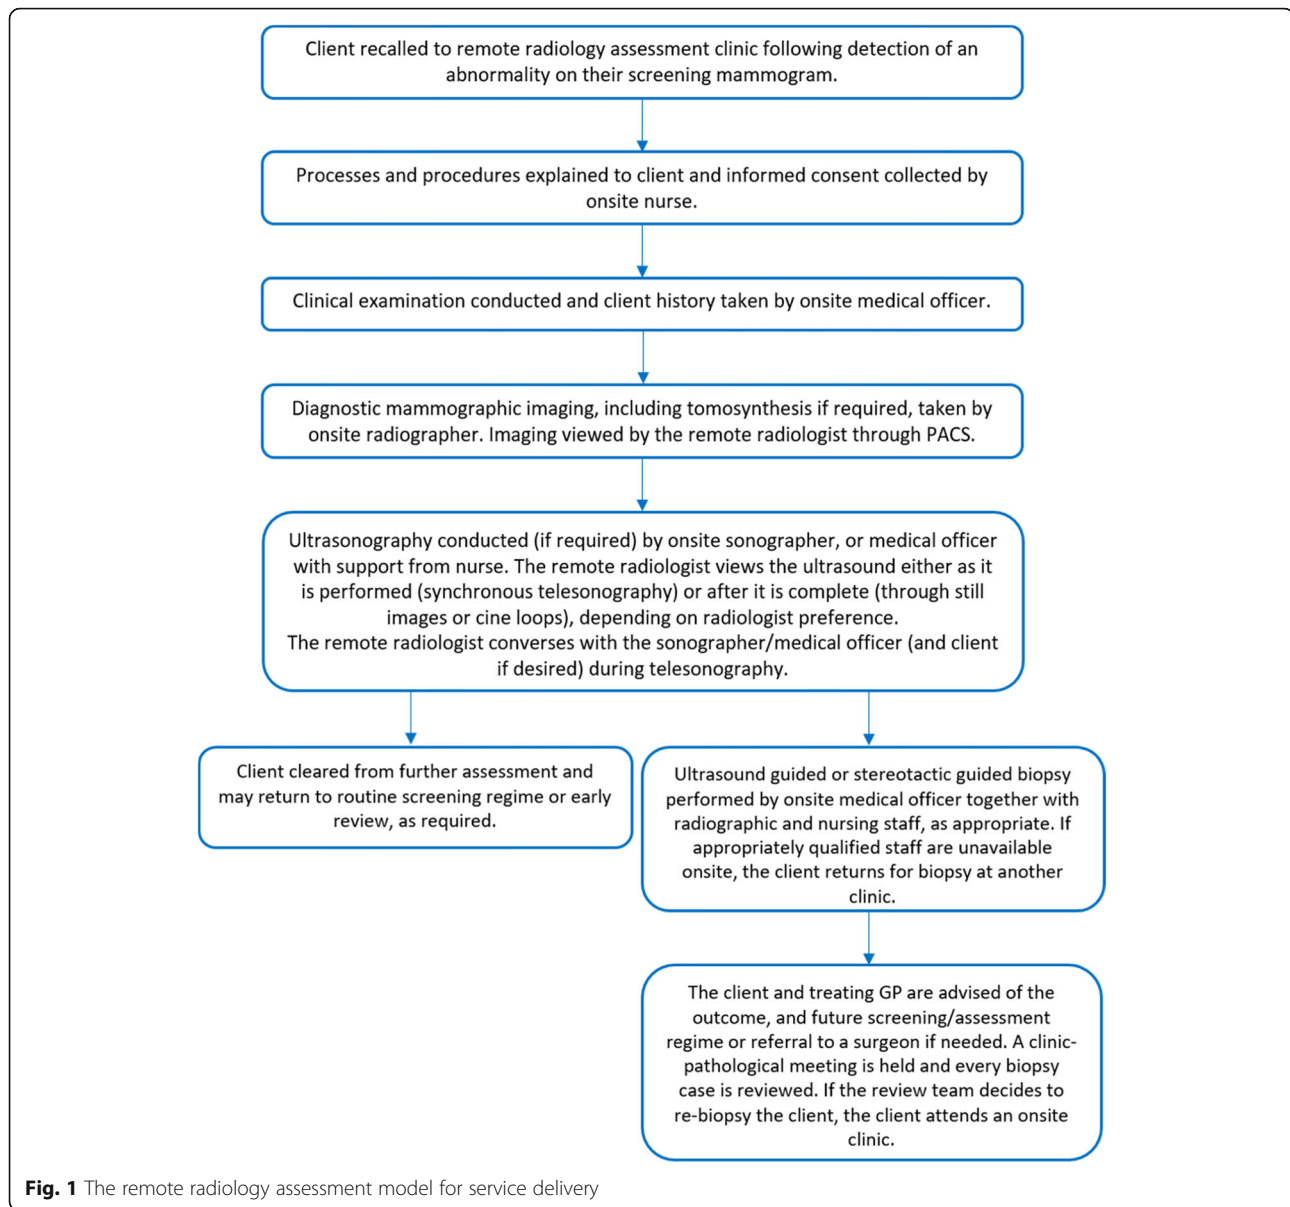 Client recalled to remote radiology assessment clinic following detection of an
abnormality on their screening mammogram.
Processes and procedures explained to client and informed consent collected by
onsite nurse.
Clinical examination conducted and client history taken by onsite medical officer.
Diagnostic mammographic imaging, including tomosynthesis if required, taken by
onsite radiographer. Imaging viewed by the remote radiologist through PACS.
Ultrasonography conducted (if required) by onsite sonographer, or medical officer
with support from nurse. The remote radiologist views the ultrasound either as it
is performed (synchronous telesonography) or after it is complete (through still
images or cine loops), depending on radiologist preference.
The remote radiologist converses with the sonographer/medical officer (and client
if desired) during telesonography.
Client cleared from further assessment and
may return to routine screening regime or early
review, as required.
Ultrasound guided or stereotactic guided biopsy
performed by onsite medical officer together with
radiographic and nursing staff, as appropriate. If
appropriately qualified staff are unavailable
onsite, the client returns for biopsy at another
clinic.
The client and treating GP are advised of the
outcome, and future screening/assessment
regime or referral to a surgeon if needed. A clinic-
pathological meeting is held and every biopsy
case is reviewed. If the review team decides to
re-biopsy the client, the client attends an onsite
clinic.
Fig. 1 The remote radiology assessment model for service delivery